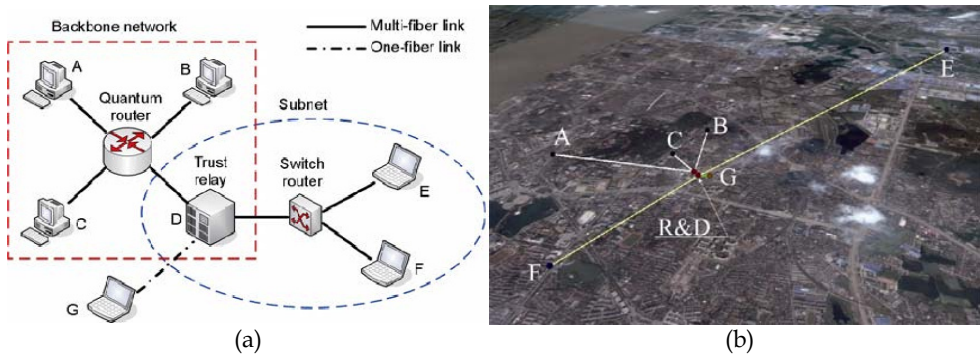 Backbone network
Multi-fiber link
One-fiber link
A
B
Quantum
router
Subnet
Trust
relay
Switch
router
E
C
D
F
G
(a)
E
A
B
C
G
R&D
F
(b)